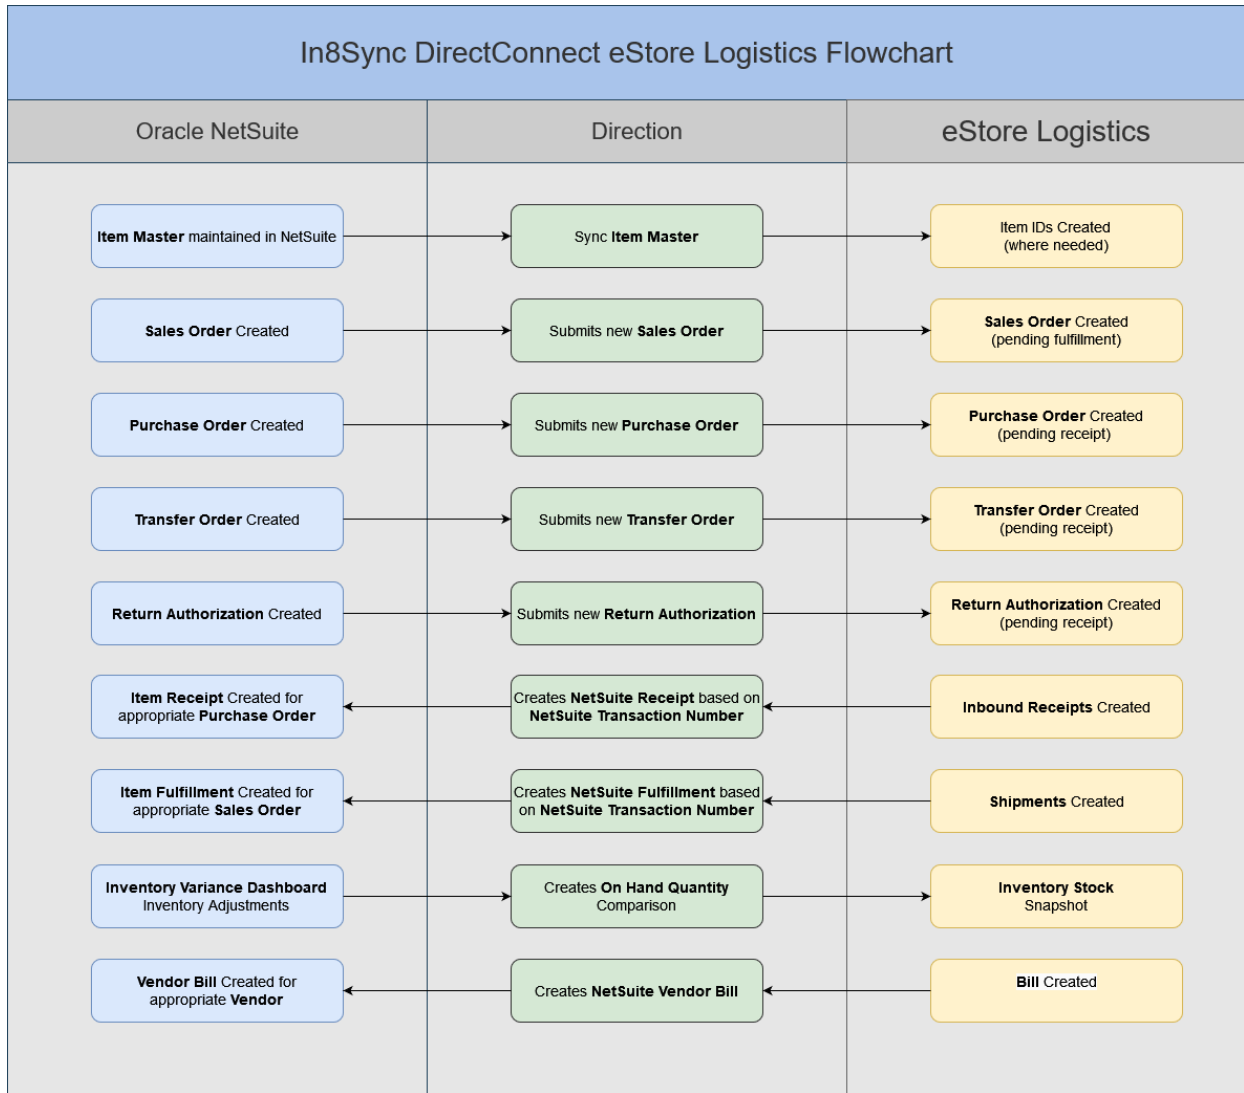 In8Sync DirectConnect eStore Logistics Flowchart
Oracle NetSuite
Direction
eStore Logistics
Item Master maintained in NetSuite
Sync Item Master
Item IDs Created
(where needed)
Sales Order Created
Submits new Sales Order
Sales Order Created
(pending fulfillment)
Purchase Order Created
Submits new Purchase Order
Purchase Order Created
(pending receipt)
Transfer Order Created
Submits new Transfer Order
Transfer Order Created
(pending receipt)
Return Authorization Created
Submits new Return Authorization
Return Authorization Created
(pending receipt)
Item Receipt Created for
appropriate Purchase Order
Creates NetSuite Receipt based on
NetSuite Transaction Number
Inbound Receipts Created
Item Fulfillment Created for
appropriate Sales Order
Creates NetSuite Fulfillment based
on NetSuite Transaction Number
Shipments Created
Inventory Variance Dashboard
Inventory Adjustments
Creates On Hand Quantity
Comparison
Inventory Stock
Snapshot
Vendor Bill Created for
appropriate Vendor
Creates NetSuite Vendor Bill
Bill Created